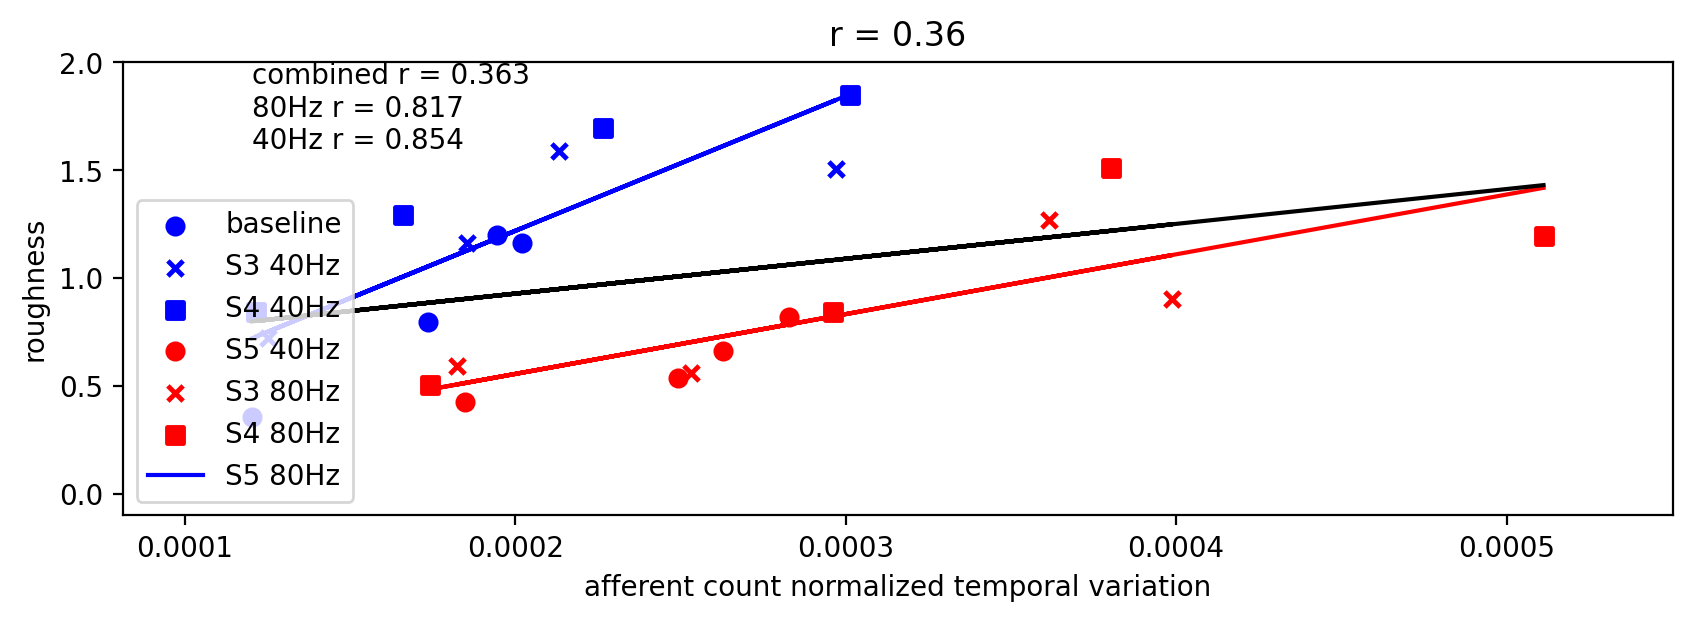 r = 0.36
combined r = 0.363
80Hz r = 0.817
40Hz r = 0.854
baseline
S3 40Hz
S4 40Hz
S5 40Hz
S3 80Hz
S4 80Hz
S5 80Hz
roughness
2.0
1.5
1.0
0.5
0.0
0.0001 0.0002 0.0003 0.0004 0.0005
afferent count normalized temporal variation